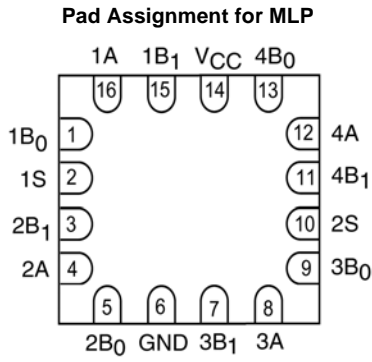 Pad Assignment for MLP
1A 1B1 VCC 4B0
16 15 14 13
1B0 1 12 4A
1S 2 11 4B1
2B1 3 10 2S
2A 4 9 3B0
5 6 7 8
2B0 GND 3B1 3A